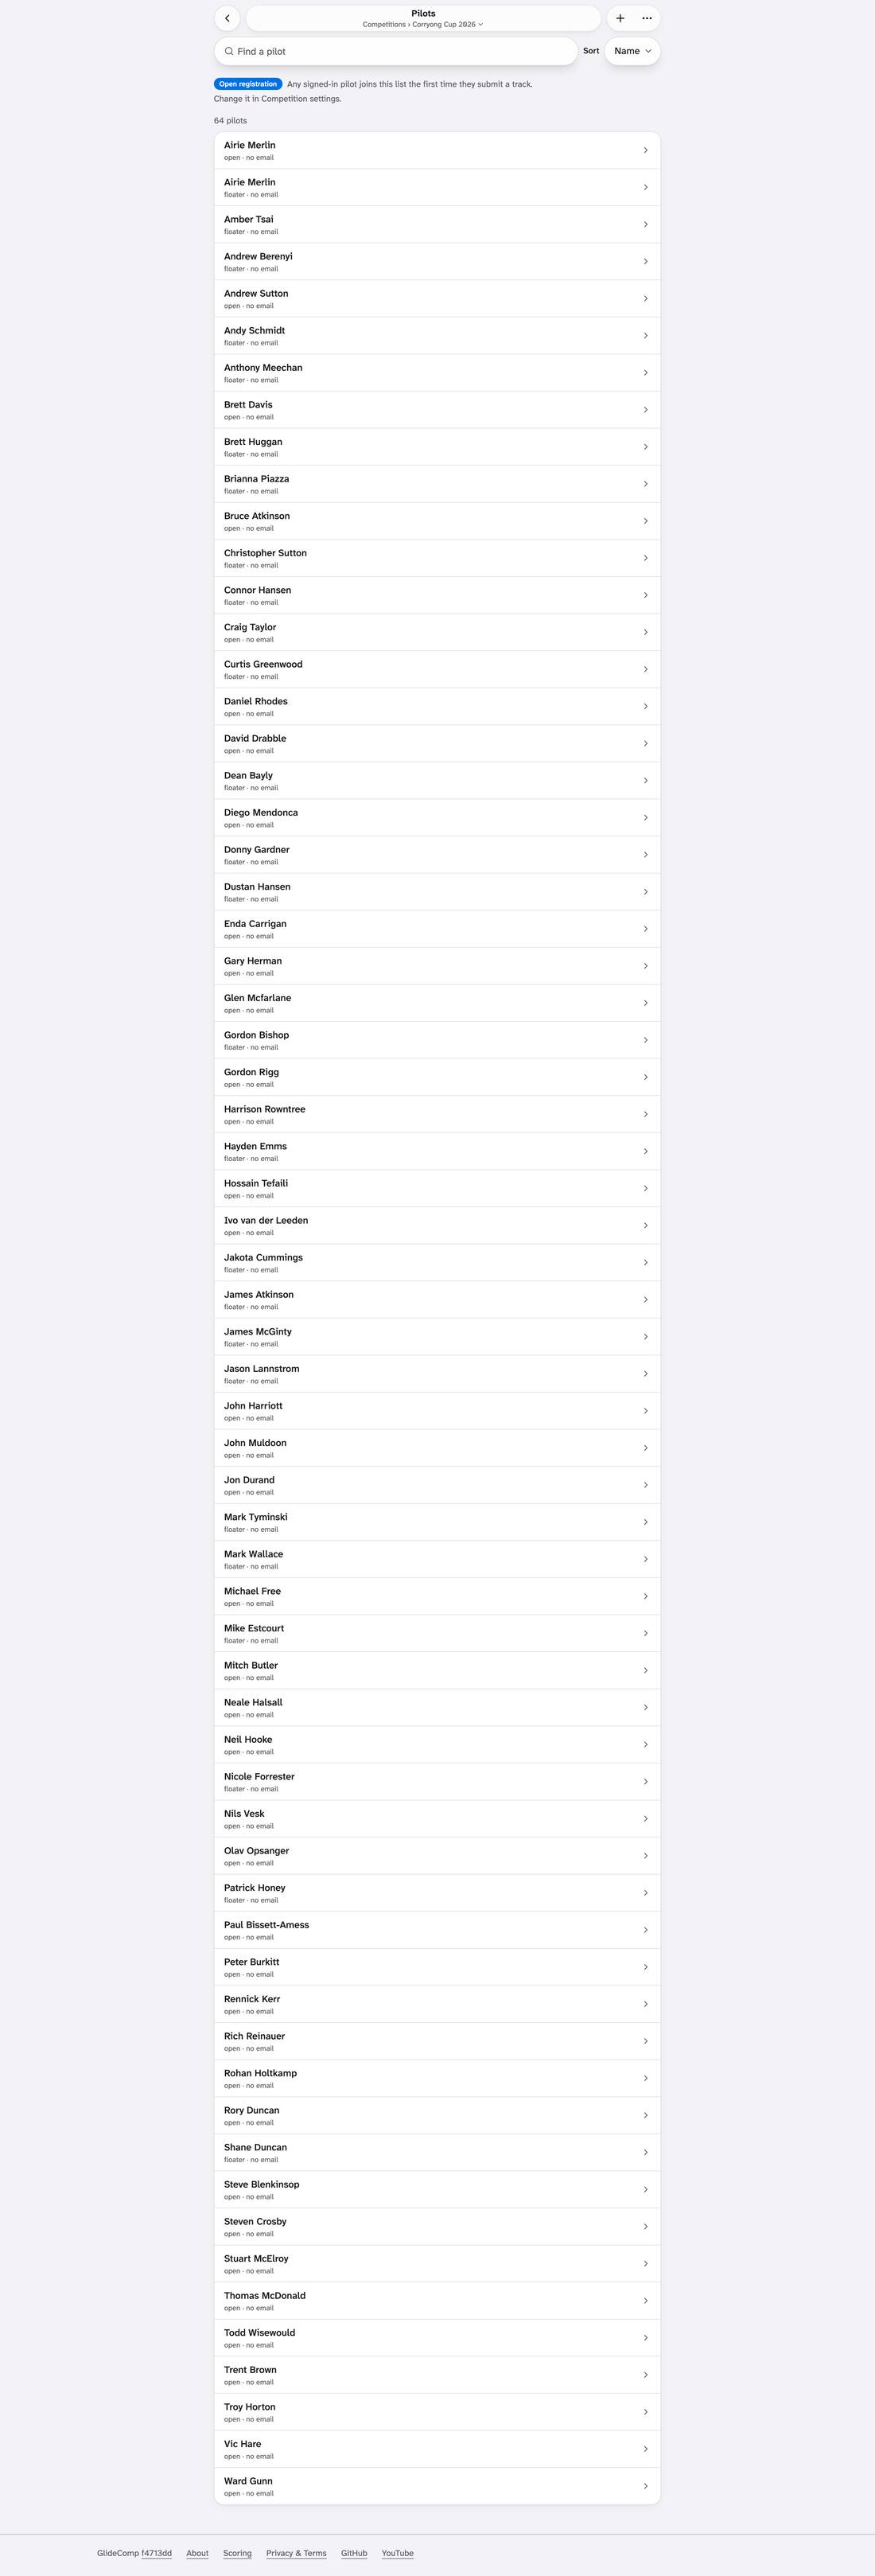 Pilots
Competitions › Corryong Cup 2026
Find a pilot
Sort
Name
Open registration Any signed-in pilot joins this list the first time they submit a track.
Change it in Competition settings.
64 pilots
Airie Merlin
open · no email
Airie Merlin
floater · no email
Amber Tsai
floater · no email
Andrew Berenyi
floater · no email
Andrew Sutton
open · no email
Andy Schmidt
floater · no email
Anthony Meechan
floater · no email
Brett Davis
open · no email
Brett Huggan
floater · no email
Brianna Piazza
floater · no email
Bruce Atkinson
open · no email
Christopher Sutton
floater · no email
Connor Hansen
floater · no email
Craig Taylor
open · no email
Curtis Greenwood
floater · no email
Daniel Rhodes
open · no email
David Drabble
open · no email
Dean Bayly
floater · no email
Diego Mendonca
open · no email
Donny Gardner
floater · no email
Dustan Hansen
floater · no email
Enda Carrigan
open · no email
Gary Herman
open · no email
Glen Mcfarlane
open · no email
Gordon Bishop
floater · no email
Gordon Rigg
open · no email
Harrison Rowntree
open · no email
Hayden Emms
floater · no email
Hossain Tefaili
open · no email
Ivo van der Leeden
open · no email
Jakota Cummings
floater · no email
James Atkinson
floater · no email
James McGinty
floater · no email
Jason Lannstrom
floater · no email
John Harriott
open · no email
John Muldoon
open · no email
Jon Durand
open · no email
Mark Tyminski
floater · no email
Mark Wallace
floater · no email
Michael Free
open · no email
Mike Estcourt
floater · no email
Mitch Butler
open · no email
Neale Halsall
open · no email
Neil Hooke
open · no email
Nicole Forrester
floater · no email
Nils Vesk
open · no email
Olav Opsanger
open · no email
Patrick Honey
floater · no email
Paul Bissett-Amess
open · no email
Peter Burkitt
open · no email
Rennick Kerr
open · no email
Rich Reinauer
open · no email
Rohan Holtkamp
open · no email
Rory Duncan
open · no email
Shane Duncan
floater · no email
Steve Blenkinsop
open · no email
Steven Crosby
open · no email
Stuart McElroy
open · no email
Thomas McDonald
open · no email
Todd Wisewould
open · no email
Trent Brown
open · no email
Troy Horton
open · no email
Vic Hare
open · no email
Ward Gunn
open · no email
GlideComp f4713dd About Scoring Privacy & Terms GitHub YouTube